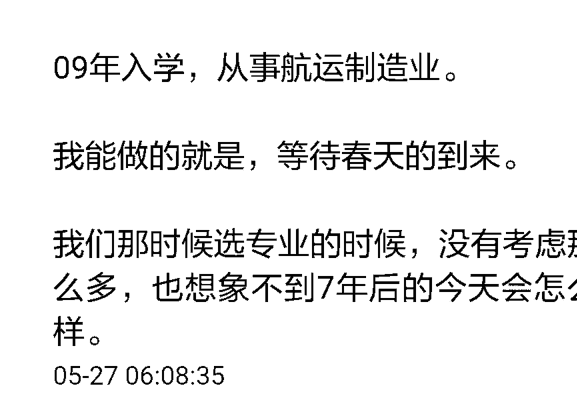 09年入学，从事航运制造业。
我能做的就是，等待春天的到来。
我们那时候选专业的时候，没有考虑那
么多，也想象不到7年后的今天会怎么
样。
05-27 06:08:35